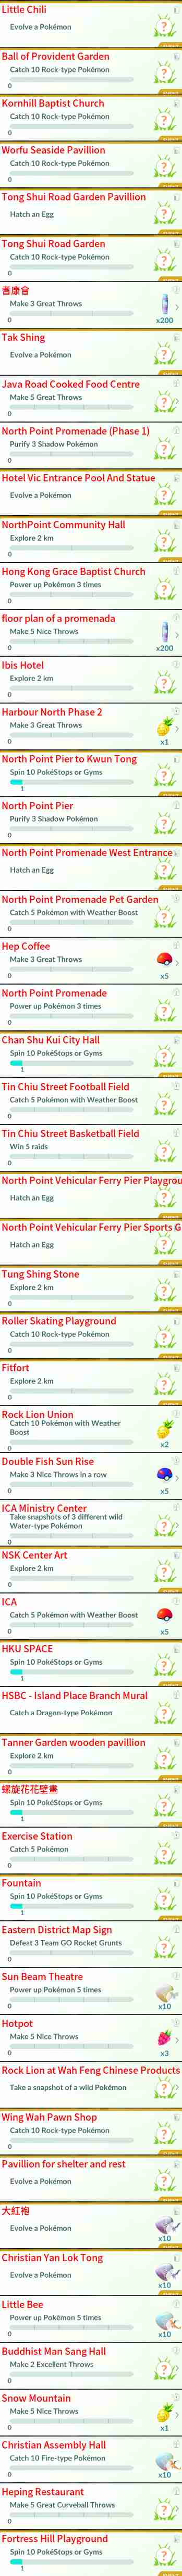 Little Chili
Evolve a Pokémon
Ball of Provident Garden
Catch 10 Rock-type Pokémon
0
Kornhill Baptist Church
Catch 10 Rock-type Pokémon
0
Worfu Seaside Pavillion
Catch 10 Rock-type Pokémon
0
Tong Shui Road Garden Pavillion
Hatch an Egg
Tong Shui Road Garden
Catch 10 Rock-type Pokémon
0
耆康會
Make 3 Great Throws
0
x200
Tak Shing
Evolve a Pokémon
Java Road Cooked Food Centre
Make 5 Great Throws
0
North Point Promenade (Phase 1)
Purify 3 Shadow Pokémon
0
Hotel Vic Entrance Pool And Statue
Evolve a Pokémon
NorthPoint Community Hall
Explore 2 km
0
Hong Kong Grace Baptist Church
Power up Pokémon 3 times
0
floor plan of a promenada
Make 5 Nice Throws
0
x200
Ibis Hotel
Explore 2 km
0
Harbour North Phase 2
Make 3 Great Throws
0
x1
North Point Pier to Kwun Tong
Spin 10 PokéStops or Gyms
1
North Point Pier
Purify 3 Shadow Pokémon
0
North Point Promenade West Entrance
Hatch an Egg
North Point Promenade Pet Garden
Catch 5 Pokémon with Weather Boost
0
Hep Coffee
Make 3 Great Throws
0
x5
North Point Promenade
Power up Pokémon 3 times
0
Chan Shu Kui City Hall
Spin 10 PokéStops or Gyms
1
Tin Chiu Street Football Field
Catch 5 Pokémon with Weather Boost
0
Tin Chiu Street Basketball Field
Win 5 raids
0
North Point Vehicular Ferry Pier Playgrou
Hatch an Egg
North Point Vehicular Ferry Pier Sports G
Hatch an Egg
Tung Shing Stone
Explore 2 km
0
Roller Skating Playground
Catch 10 Rock-type Pokémon
0
Fitfort
Explore 2 km
0
Rock Lion Union
Catch 10 Pokémon with Weather
Boost
0
x2
Double Fish Sun Rise
Make 3 Nice Throws in a row
0
x5
ICA Ministry Center
Take snapshots of 3 different wild
Water-type Pokémon
0
NSK Center Art
Explore 2 km
0
ICA
Catch 5 Pokémon with Weather Boost
0
x5
HKU SPACE
Spin 10 PokéStops or Gyms
1
HSBC - Island Place Branch Mural
Catch a Dragon-type Pokémon
Tanner Garden wooden pavillion
Explore 2 km
0
螺旋花花壁畫
Spin 10 PokéStops or Gyms
1
Exercise Station
Catch 5 Pokémon
0
Fountain
Spin 10 PokéStops or Gyms
1
Eastern District Map Sign
Defeat 3 Team GO Rocket Grunts
0
Sun Beam Theatre
Power up Pokémon 5 times
0
x10
Hotpot
Make 5 Nice Throws
0
x3
Rock Lion at Wah Feng Chinese Products
Take a snapshot of a wild Pokémon
Wing Wah Pawn Shop
Catch 10 Rock-type Pokémon
0
Pavillion for shelter and rest
Evolve a Pokémon
大紅袍
Evolve a Pokémon
x10
Christian Yan Lok Tong
Evolve a Pokémon
x10
Little Bee
Power up Pokémon 5 times
0
x10
Buddhist Man Sang Hall
Make 2 Excellent Throws
0
Snow Mountain
Make 5 Nice Throws
0
x1
Christian Assembly Hall
Catch 10 Fire-type Pokémon
0
x10
Heping Restaurant
Make 5 Great Curveball Throws
0
Fortress Hill Playground
Spin 10 PokéStops or Gyms
1